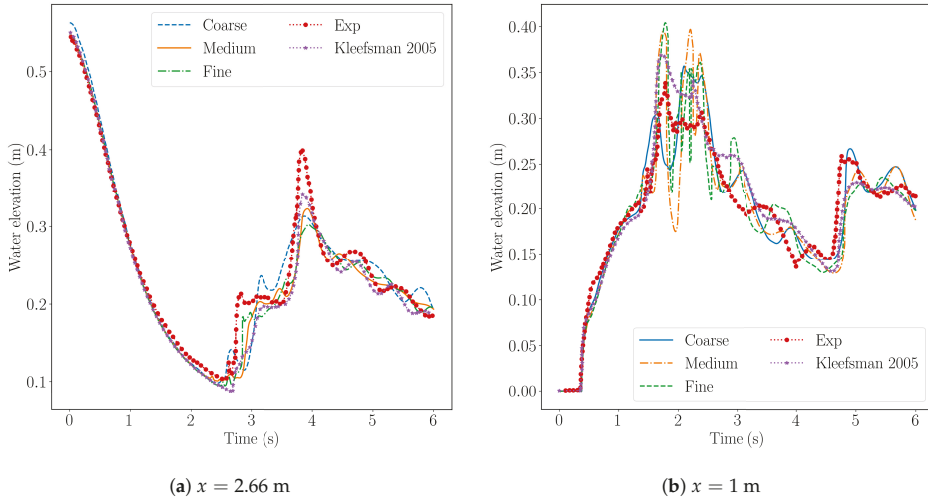 Water elevation (m)
0.5
0.4
0.3
0.2
0.1
0 1 2 3 4 5 6
Time (s)
Coarse
Medium
Fine
Exp
Kleefsman 2005
(a) x = 2.66 m
Water elevation (m)
0.40
0.35
0.30
0.25
0.20
0.15
0.10
0.05
0.00
0 1 2 3 4 5 6
Time (s)
Coarse
Medium
Fine
Exp
Kleefsman 2005
(b) x = 1 m